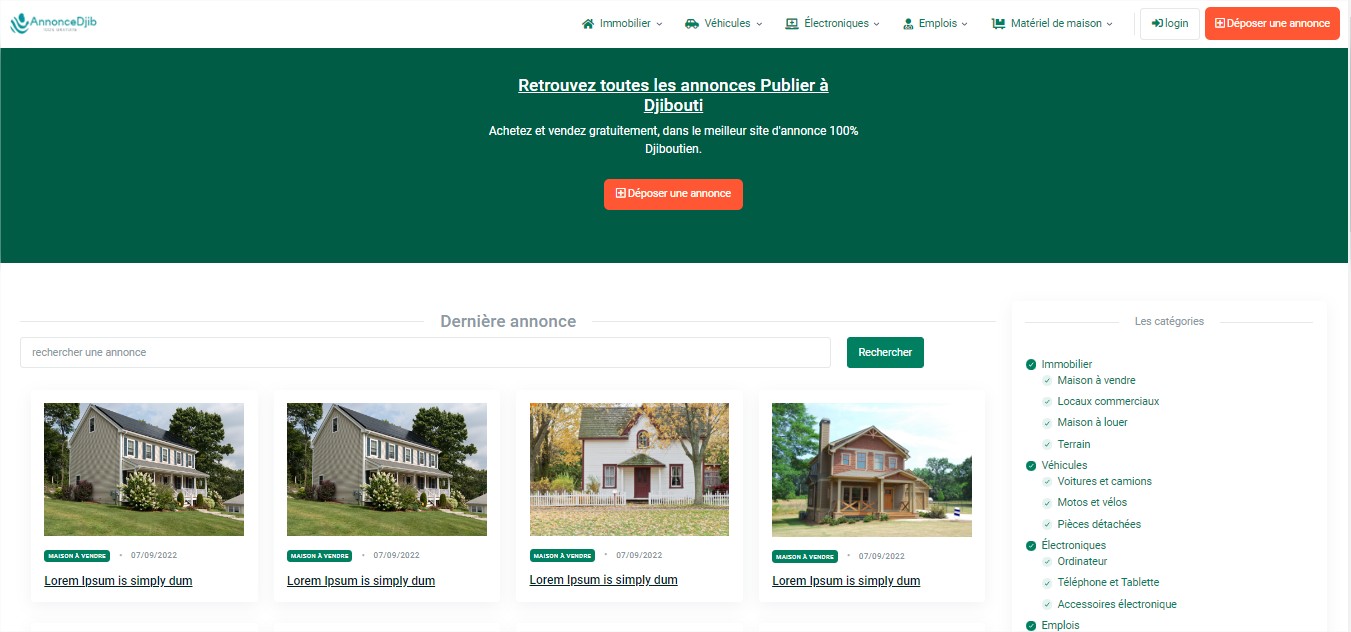 AnnonceDjib
Immobilier
Véhicules
Électroniques
Emplois
Matériel de maison
login
Déposer une annonce
Retrouvez toutes les annonces Publier à
Djibouti
Achetez et vendez gratuitement, dans le meilleur site d'annonce 100%
Djiboutien.
Déposer une annonce
Dernière annonce
rechercher une annonce
Rechercher
MAISON À VENDRE • 07/09/2022
Lorem Ipsum is simply dum
MAISON À VENDRE • 07/09/2022
Lorem Ipsum is simply dum
MAISON À VENDRE • 07/09/2022
Lorem Ipsum is simply dum
MAISON À VENDRE • 07/09/2022
Lorem Ipsum is simply dum
Les catégories
Immobilier
Maison à vendre
Locaux commerciaux
Maison à louer
Terrain
Véhicules
Voitures et camions
Motos et vélos
Pièces détachées
Électroniques
Ordinateur
Téléphone et Tablette
Accessoires électronique
Emplois